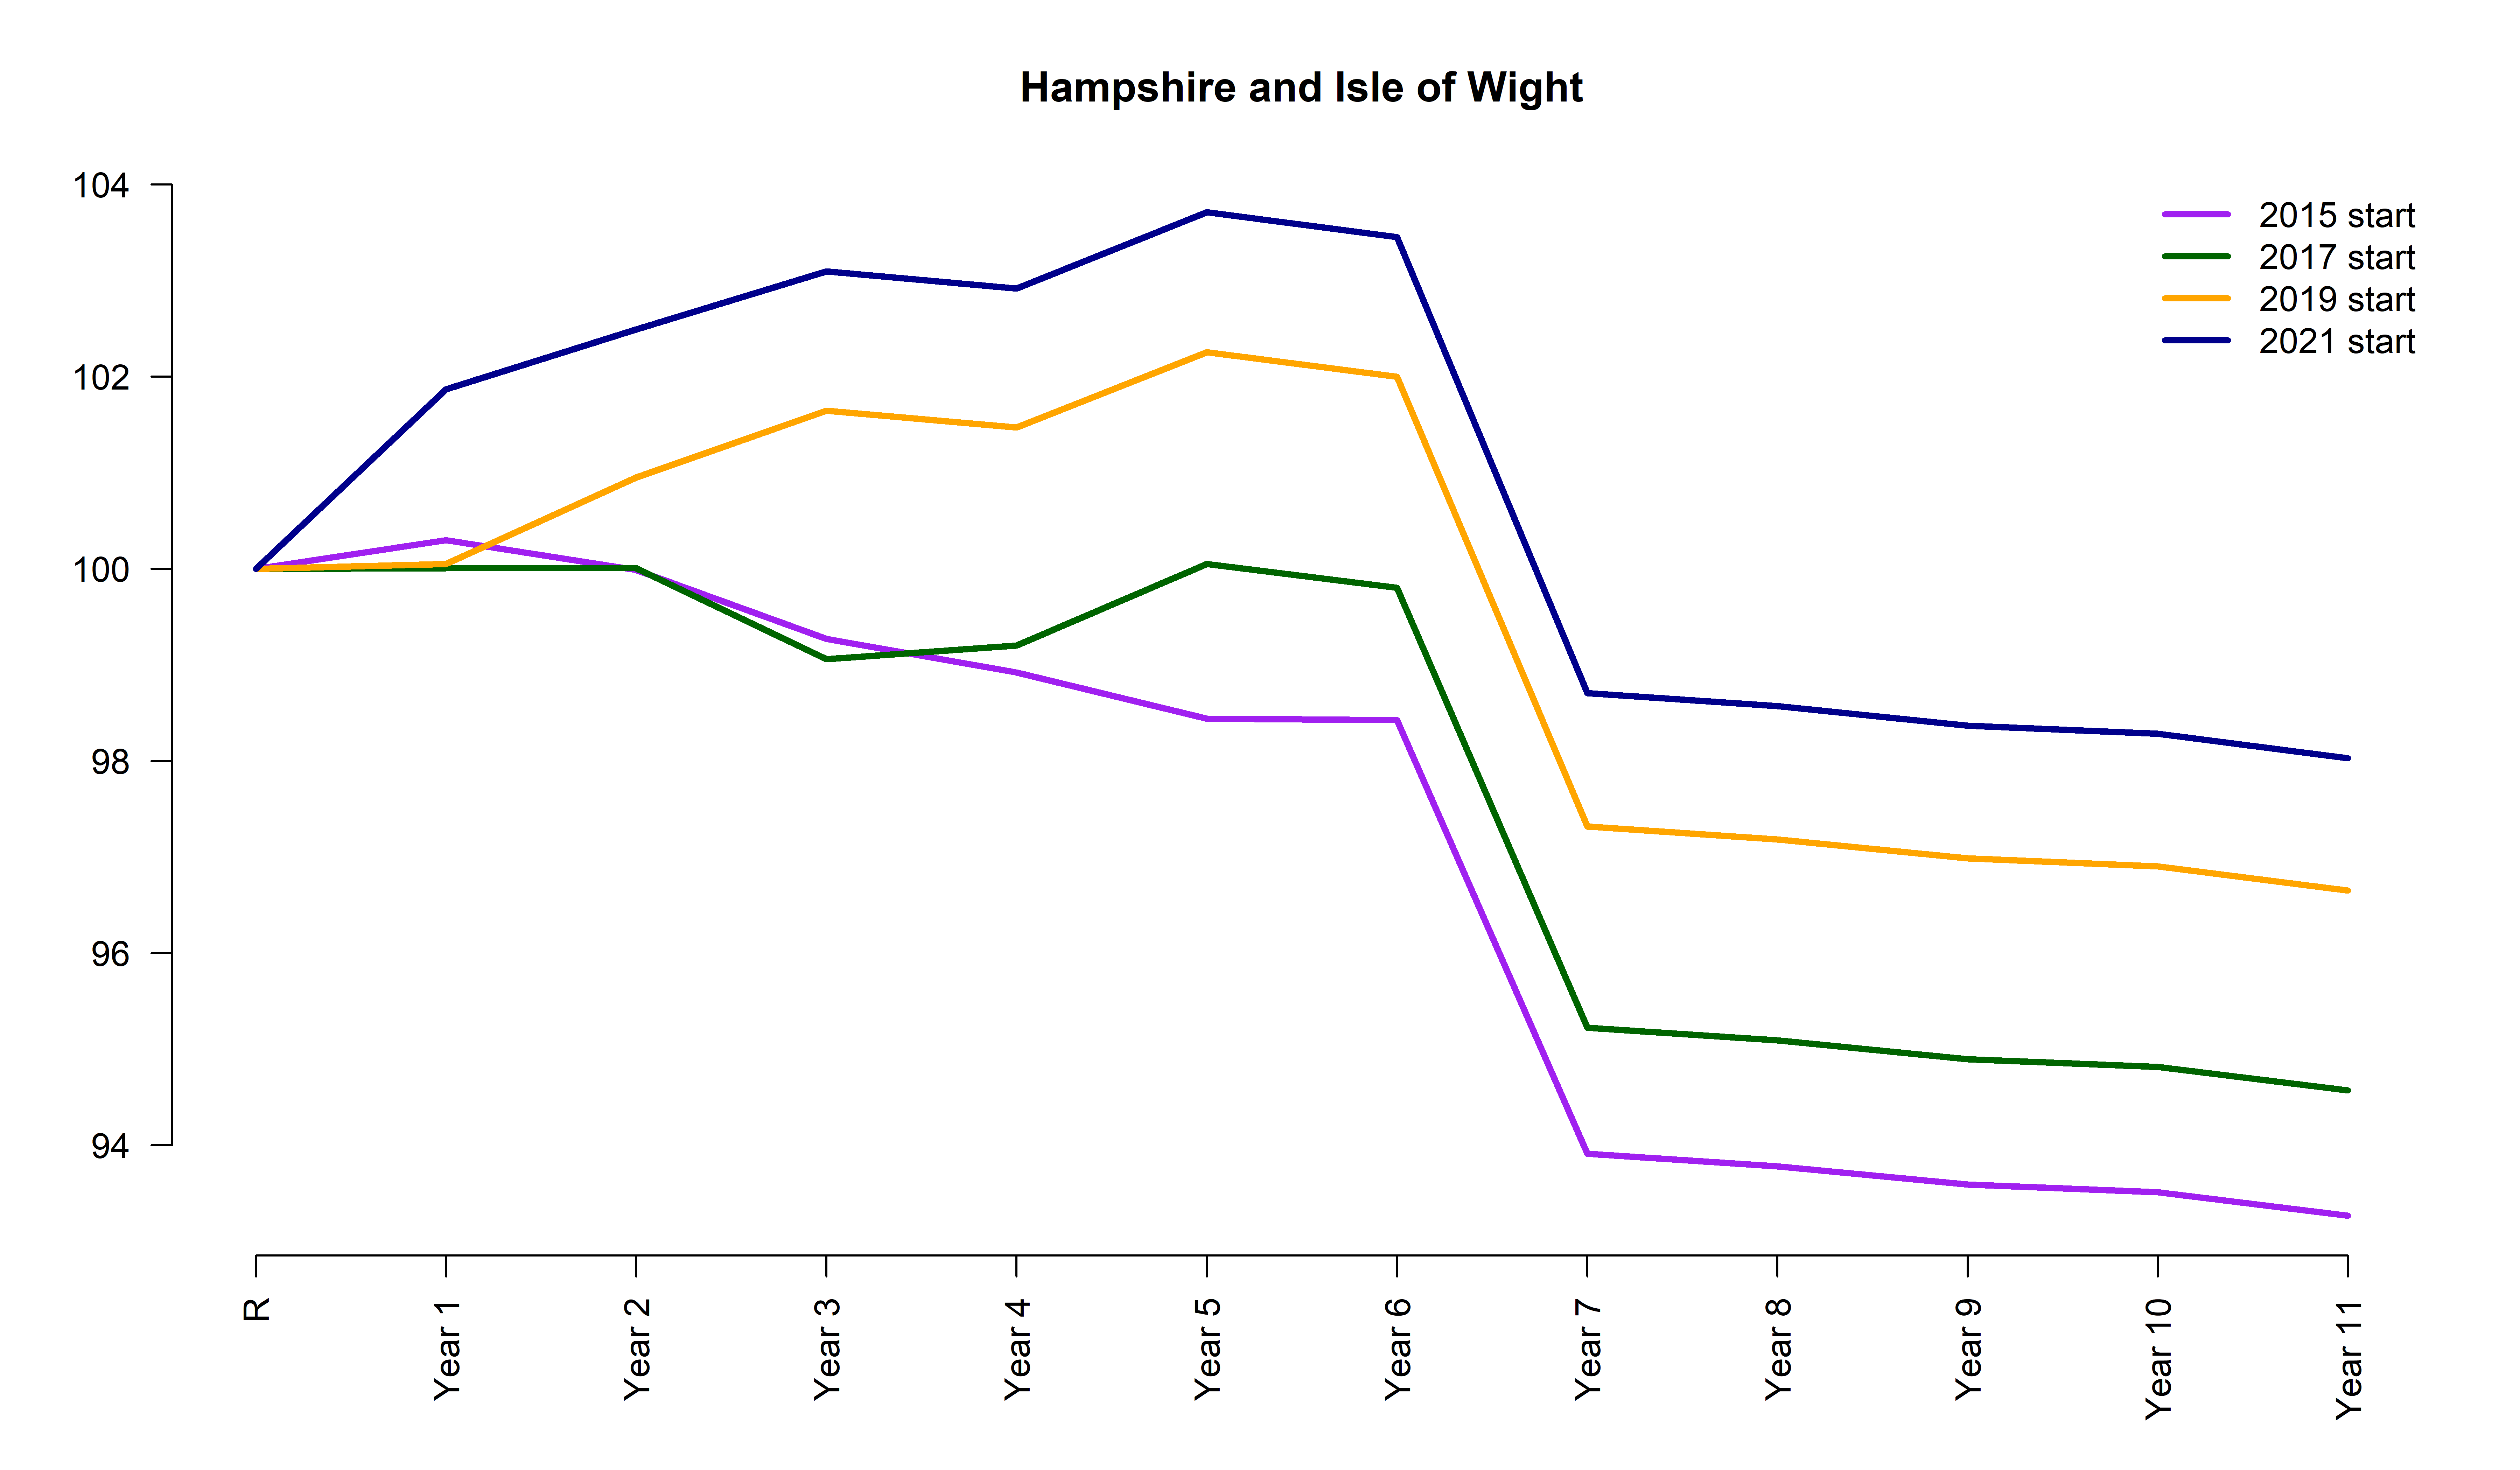 Hampshire and Isle of Wight
104
102
100
98
96
94
2015 start
2017 start
2019 start
2021 start
R
Year 1
Year 2
Year 3
Year 4
Year 5
Year 6
Year 7
Year 8
Year 9
Year 10
Year 11